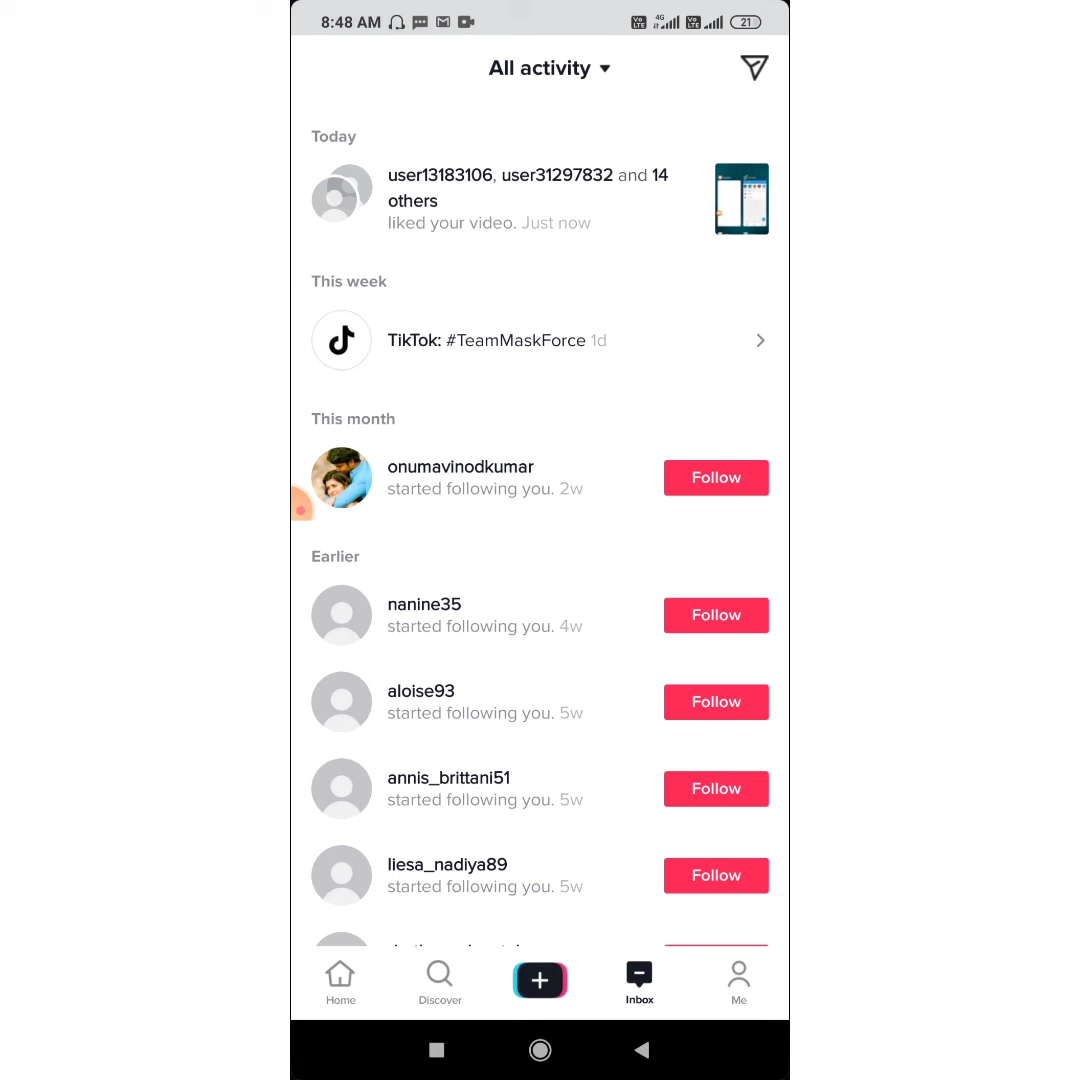 8:48 AM
4G
21
All activity
Today
user13183106, user31297832 and 14
others
liked your video. Just now
This week
TikTok: #TeamMaskForce 1d
This month
onumavinodkumar
started following you. 2w
Follow
Earlier
nanine35
started following you. 4w
Follow
aloise93
started following you. 5w
Follow
annis_brittani51
started following you. 5w
Follow
liesa_nadiya89
started following you. 5w
Follow
Home
Discover
Inbox
Me